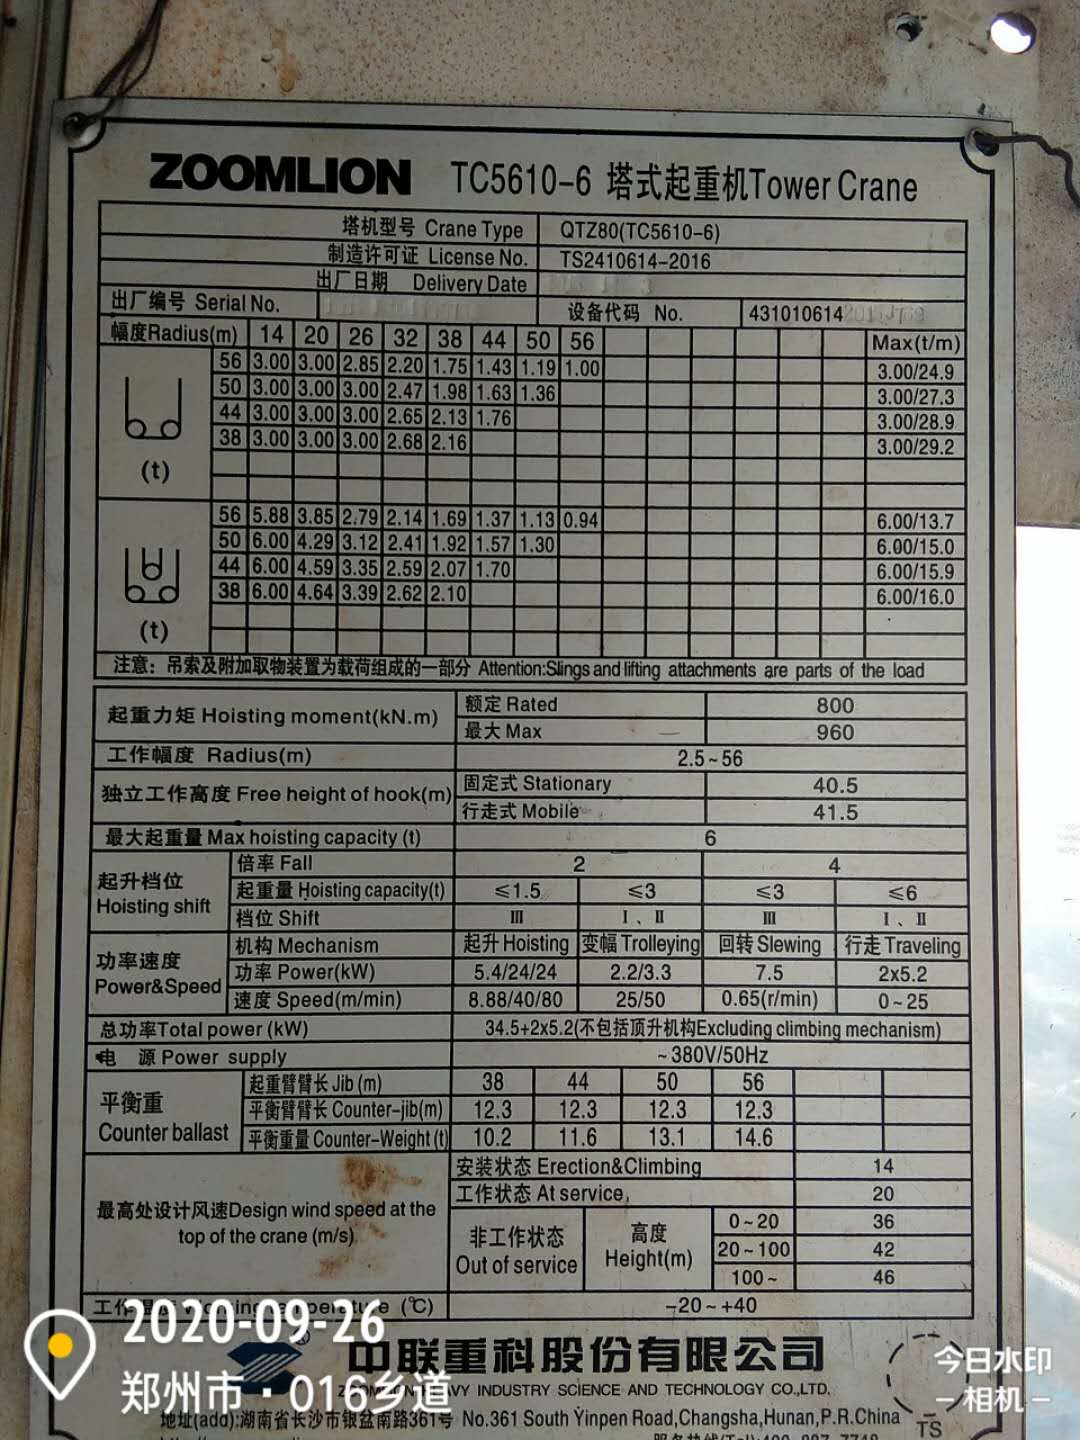 ZOOMLION TC5610-6 塔式起重机Tower Crane
塔机型号 Crane Type QTZ80(TC5610-6)
制造许可证 License No. TS2410614-2016
出厂日期 Delivery Date
出厂编号 Serial No. 设备代码 No. 431010614
幅度Radius(m) 14 20 26 32 38 44 50 56 Max(t/m)
56 3.00 3.00 2.85 2.20 1.75 1.43 1.19 1.00 3.00/24.9
50 3.00 3.00 3.00 2.47 1.98 1.63 1.36 3.00/27.3
44 3.00 3.00 3.00 2.65 2.13 1.76 3.00/28.9
38 3.00 3.00 3.00 2.68 2.16 3.00/29.2
(t)
56 5.88 3.85 2.79 2.14 1.69 1.37 1.13 0.94 6.00/13.7
50 6.00 4.29 3.12 2.41 1.92 1.57 1.30 6.00/15.0
44 6.00 4.59 3.35 2.59 2.07 1.70 6.00/15.9
38 6.00 4.64 3.39 2.62 2.10 6.00/16.0
(t)
注意: 吊索及附加取物装置为载荷组成的一部分 Attention:Slings and lifting attachments are parts of the load
起重力矩 Hoisting moment(kN.m) 额定 Rated 800
最大 Max 960
工作幅度 Radius(m) 2.5~56
独立工作高度 Free height of hook(m) 固定式 Stationary 40.5
行走式 Mobile 41.5
最大起重量 Max hoisting capacity (t) 6
起升档位 Hoisting shift 倍率 Fall 2 4
起重量 Hoisting capacity(t) ≤1.5 ≤3 ≤3 ≤6
档位 Shift Ⅲ Ⅰ、Ⅱ Ⅲ Ⅰ、Ⅱ
功率速度 Power&Speed 机构 Mechanism 起升 Hoisting 变幅 Trolleying 回转 Slewing 行走 Traveling
功率 Power(kW) 5.4/24/24 2.2/3.3 7.5 2x5.2
速度 Speed(m/min) 8.88/40/80 25/50 0.65(r/min) 0~25
总功率Total power (kW) 34.5+2x5.2(不包括顶升机构Excluding climbing mechanism)
电 源 Power supply ~380V/50Hz
平衡重 Counter ballast 起重臂臂长 Jib (m) 38 44 50 56
平衡臂臂长 Counter-jib(m) 12.3 12.3 12.3 12.3
平衡重量 Counter-Weight (t) 10.2 11.6 13.1 14.6
最高处设计风速Design wind speed at the top of the crane (m/s) 安装状态 Erection&Climbing 14
工作状态 At service 20
非工作状态 Out of service 高度 Height(m) 0~20 36
20~100 42
100~ 46
工作温度 Working temperature (℃) -20~+40
2020-09-26
郑州市·016乡道
中联重科股份有限公司
ZOOMLION HEAVY INDUSTRY SCIENCE AND TECHNOLOGY CO.,LTD.
地址(add):湖南省长沙市银盆南路361号 No.361 South Yinpen Road,Changsha,Hunan,P.R.China
今日水印
相机
TS